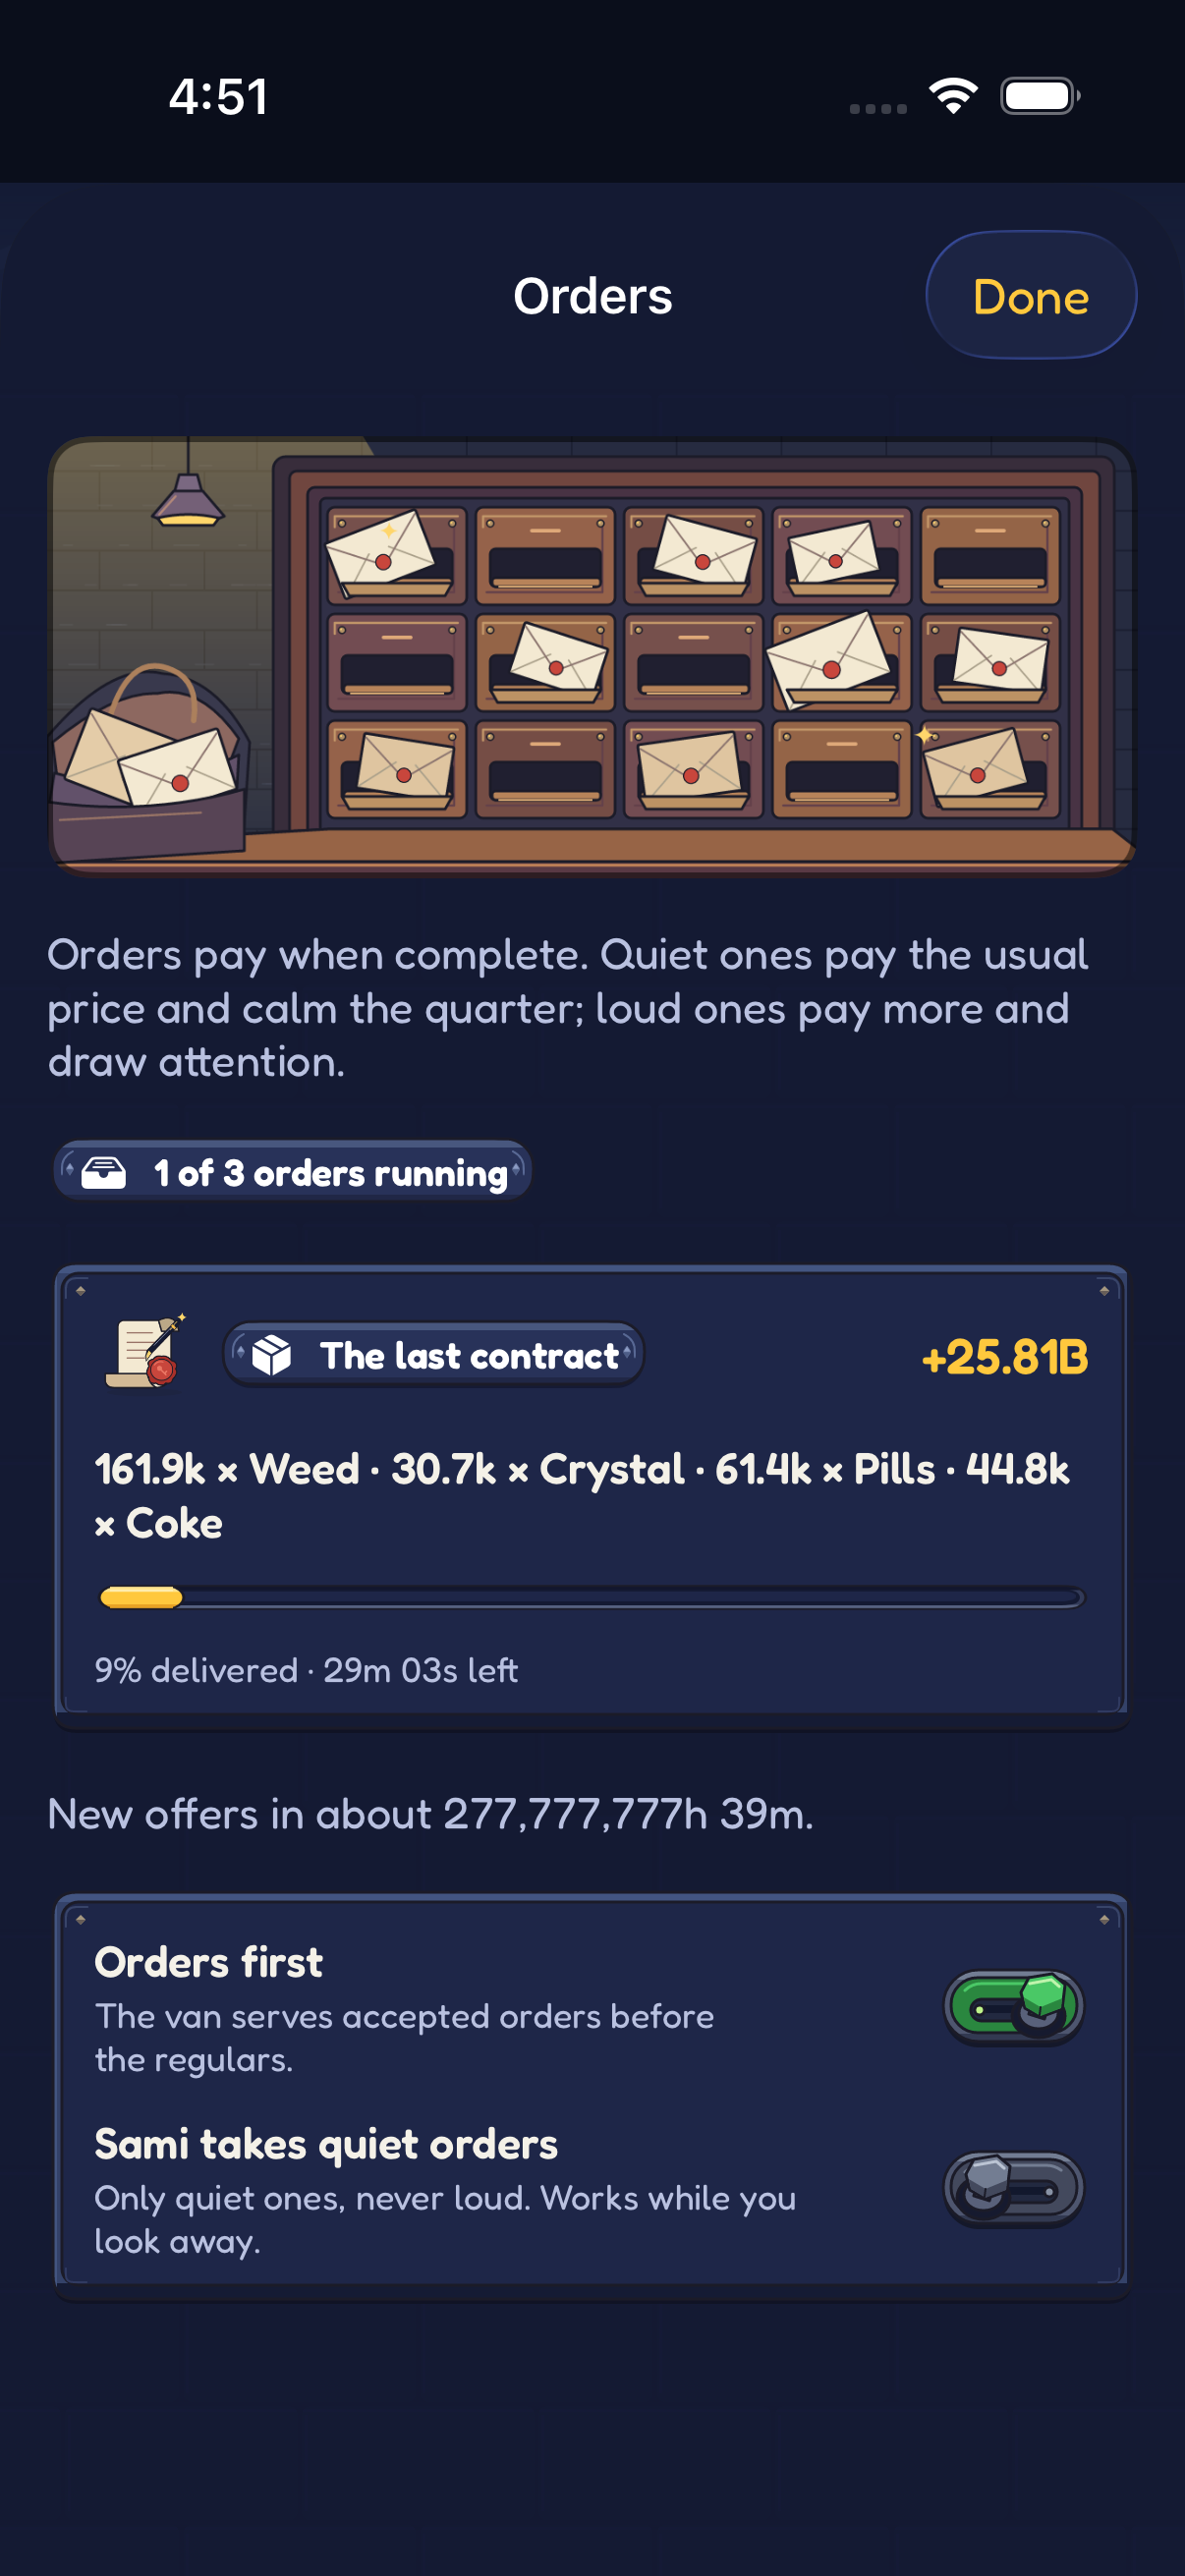 4:51
Orders
Done
Orders pay when complete. Quiet ones pay the usual
price and calm the quarter; loud ones pay more and
draw attention.
1 of 3 orders running
The last contract
+25.81B
161.9k × Weed · 30.7k × Crystal · 61.4k × Pills · 44.8k
× Coke
9% delivered · 29m 03s left
New offers in about 277,777,777h 39m.
Orders first
The van serves accepted orders before
the regulars.
Sami takes quiet orders
Only quiet ones, never loud. Works while you
look away.